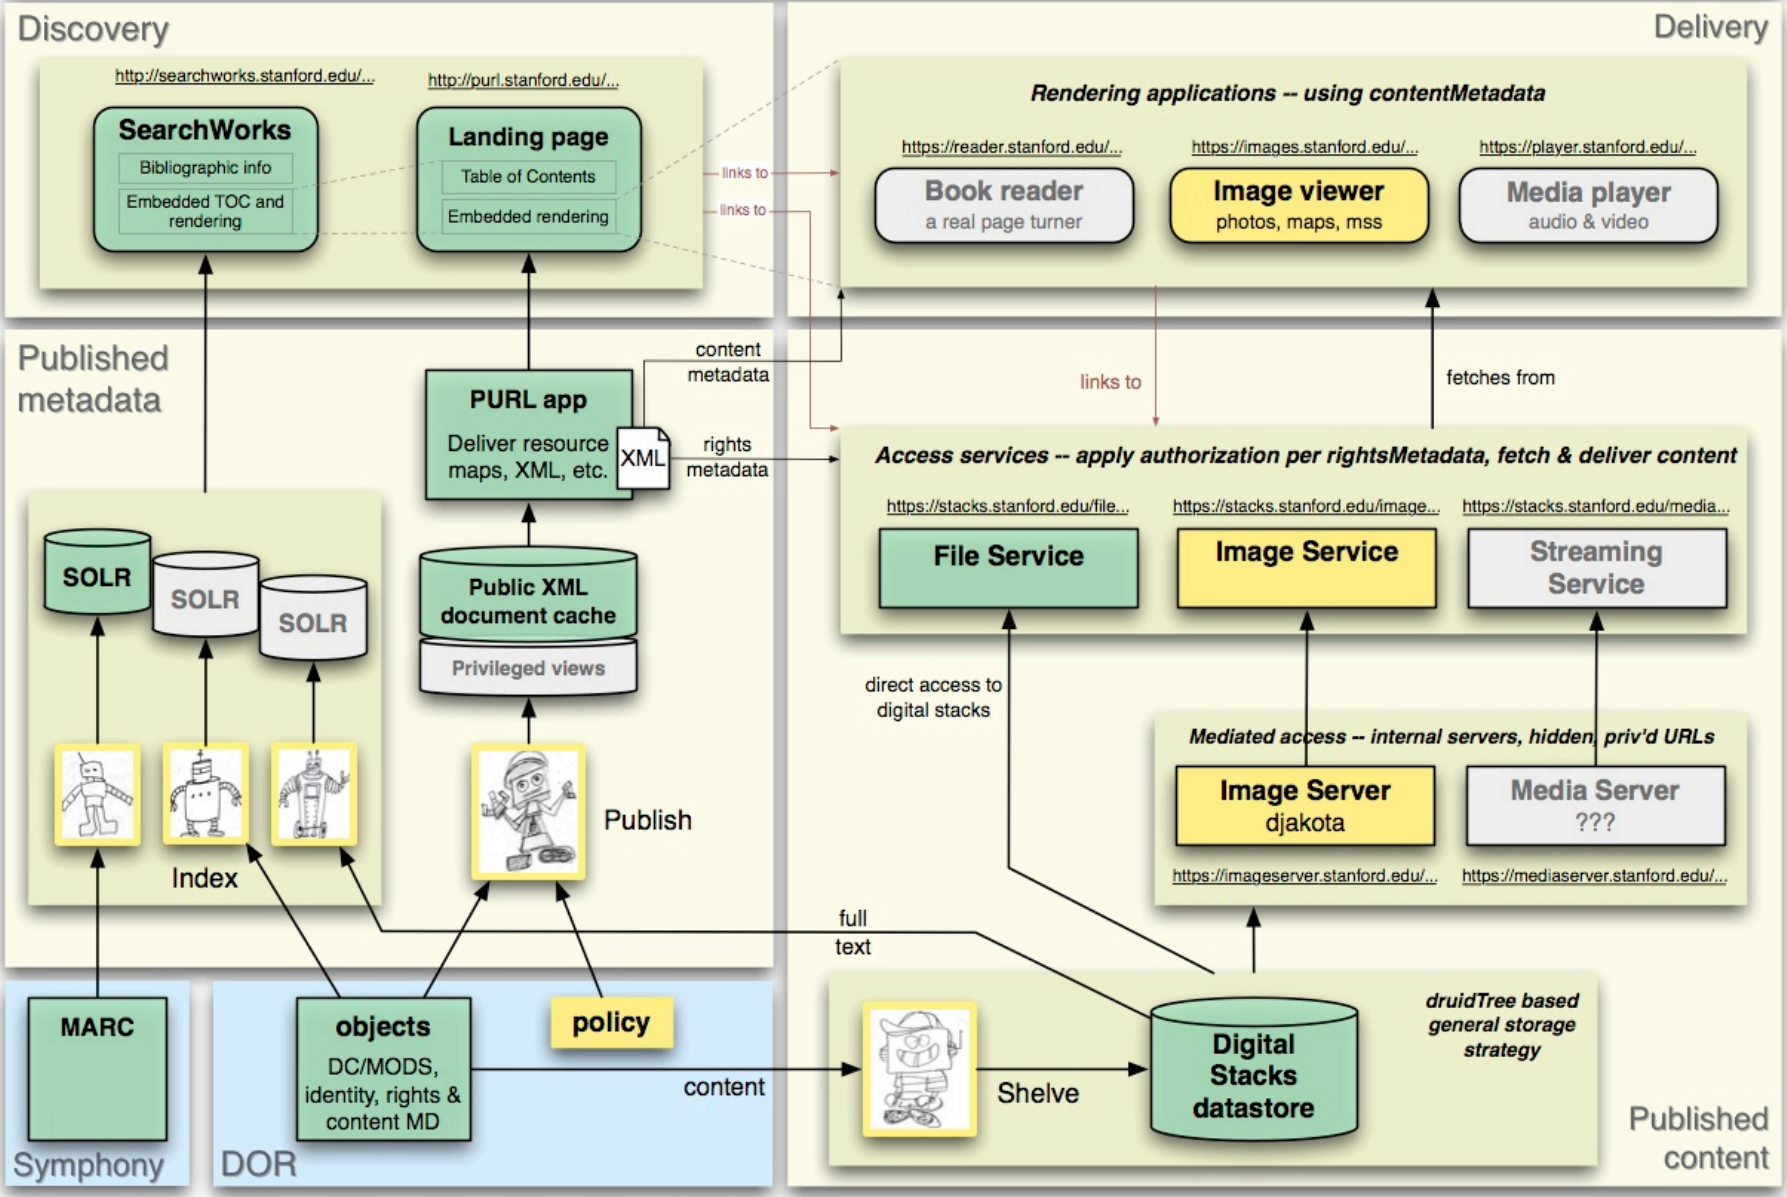 Discovery
http://searchworks.stanford.edu/...
http://purl.stanford.edu/...
SearchWorks
Bibliographic info
Embedded TOC and
rendering
Landing page
Table of Contents
Embedded rendering
links to
links to
Delivery
Rendering applications -- using contentMetadata
https://reader.stanford.edu/...
https://images.stanford.edu/...
https://player.stanford.edu/...
Book reader
a real page turner
Image viewer
photos, maps, mss
Media player
audio & video
Published
metadata
PURL app
Deliver resource
maps, XML, etc.
XML
content
metadata
rights
metadata
SOLR
SOLR
SOLR
Public XML
document cache
Privileged views
Publish
Index
links to
fetches from
Access services -- apply authorization per rightsMetadata, fetch & deliver content
https://stacks.stanford.edu/file...
https://stacks.stanford.edu/image...
https://stacks.stanford.edu/media...
File Service
Image Service
Streaming
Service
direct access to
digital stacks
Mediated access -- internal servers, hidden, priv'd URLs
Image Server
djakota
Media Server
???
https://imageserver.stanford.edu/...
https://mediaserver.stanford.edu/...
full
text
MARC
Symphony
objects
DC/MODS,
identity, rights &
content MD
policy
DOR
content
Shelve
Digital
Stacks
datastore
druidTree based
general storage
strategy
Published
content